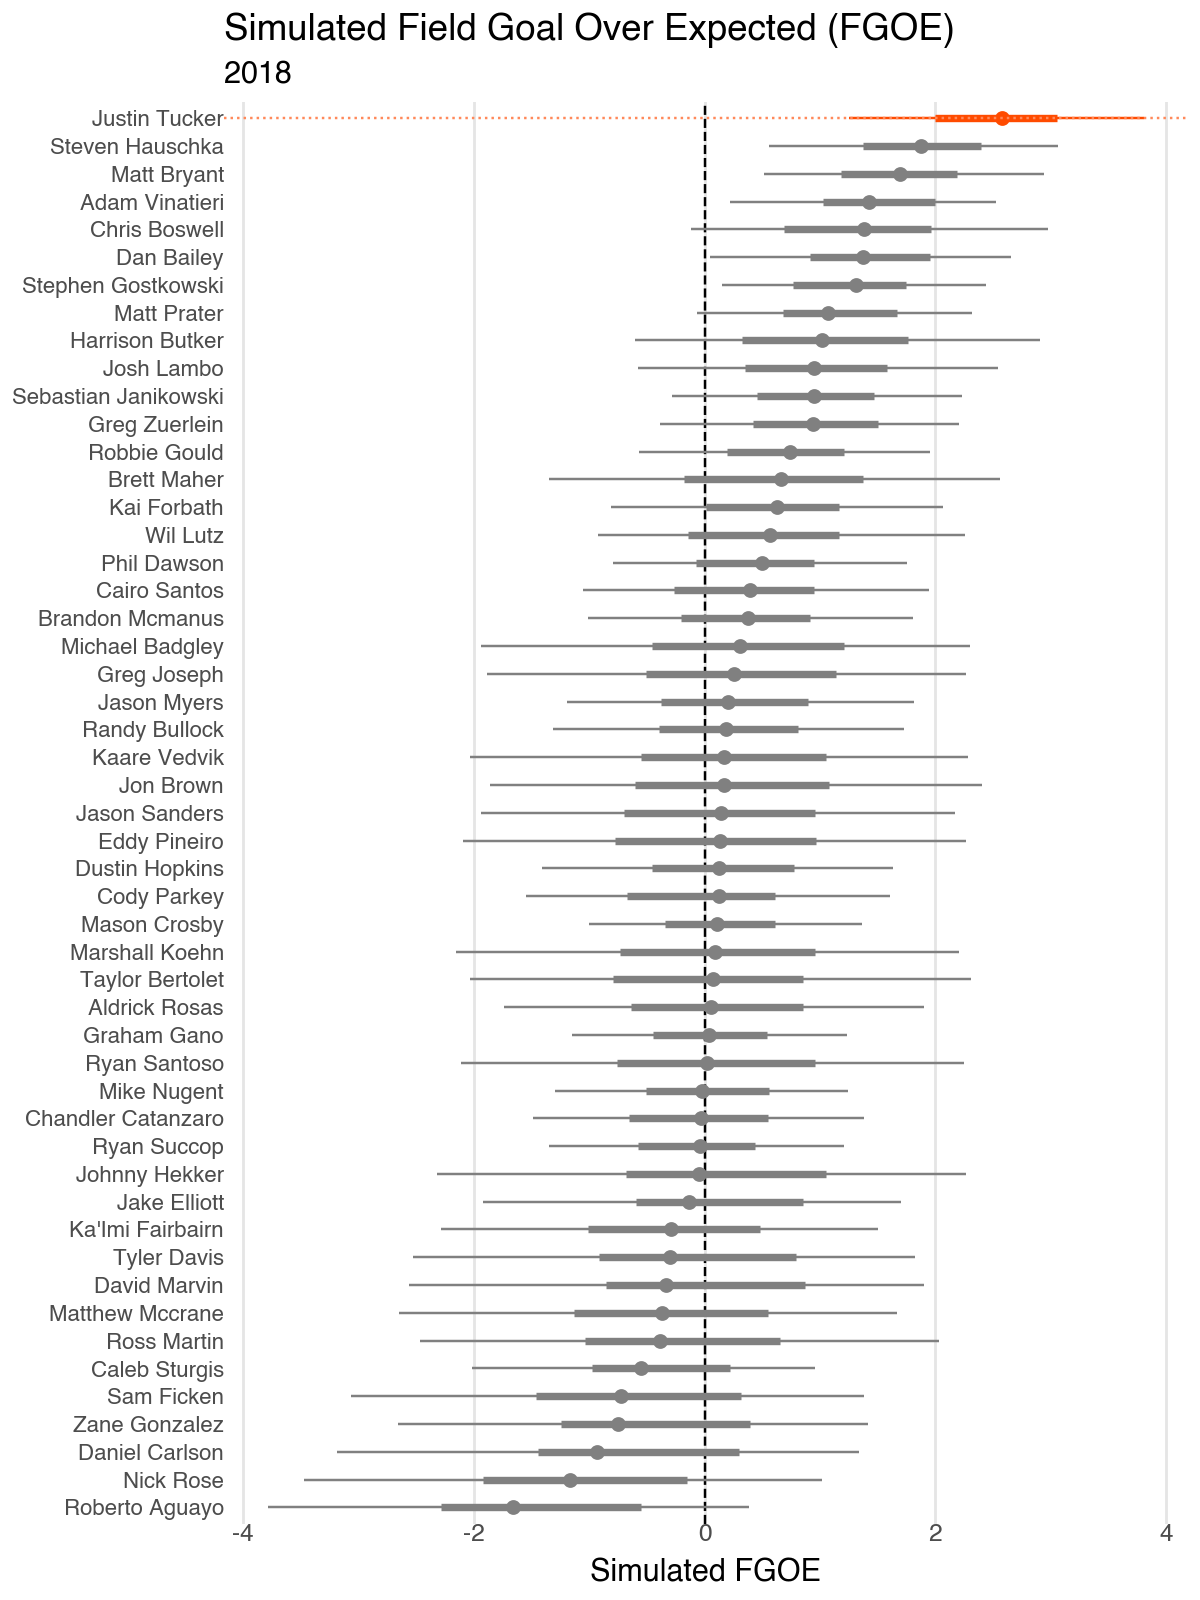 Simulated Field Goal Over Expected (FGOE)
2018
Justin Tucker
Steven Hauschka
Matt Bryant
Adam Vinatieri
Chris Boswell
Dan Bailey
Stephen Gostkowski
Matt Prater
Harrison Butker
Josh Lambo
Sebastian Janikowski
Greg Zuerlein
Robbie Gould
Brett Maher
Kai Forbath
Wil Lutz
Phil Dawson
Cairo Santos
Brandon Mcmanus
Michael Badgley
Greg Joseph
Jason Myers
Randy Bullock
Kaare Vedvik
Jon Brown
Jason Sanders
Eddy Pineiro
Dustin Hopkins
Cody Parkey
Mason Crosby
Marshall Koehn
Taylor Bertolet
Aldrick Rosas
Graham Gano
Ryan Santoso
Mike Nugent
Chandler Catanzaro
Ryan Succop
Johnny Hekker
Jake Elliott
Ka'Imi Fairbairn
Tyler Davis
David Marvin
Matthew Mccrane
Ross Martin
Caleb Sturgis
Sam Ficken
Zane Gonzalez
Daniel Carlson
Nick Rose
Roberto Aguayo
-4 -2 0 2 4
Simulated FGOE